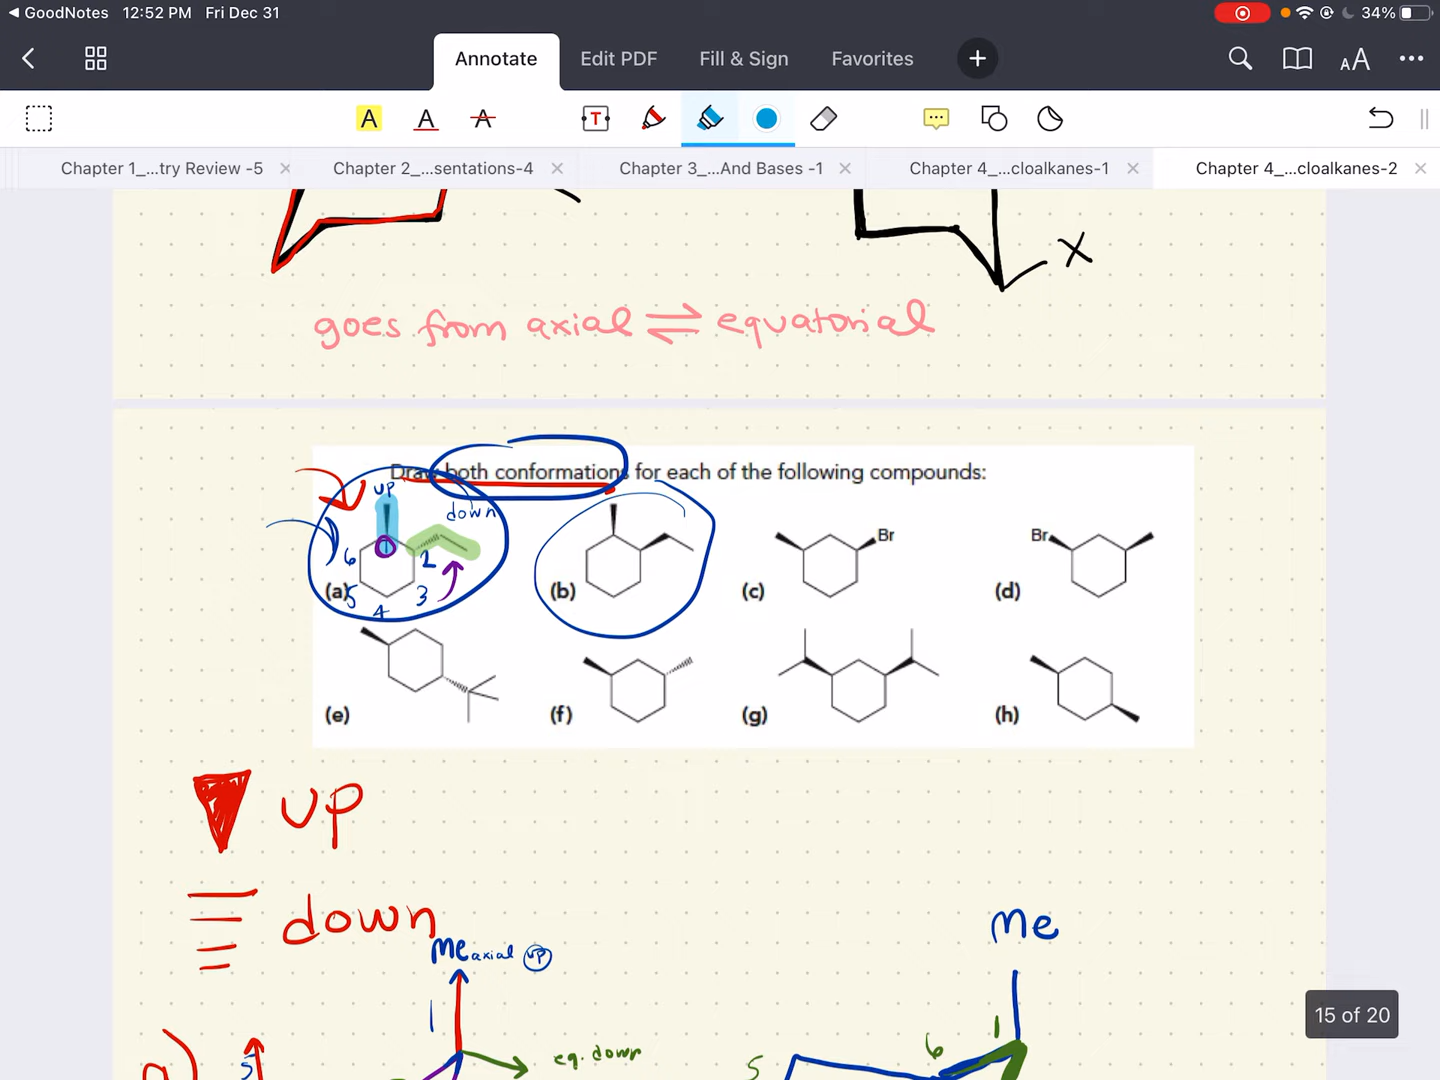 GoodNotes 12:52 PM Fri Dec 31 34%
Annotate Edit PDF Fill & Sign Favorites
A A A T AA
Chapter 1_...try Review -5 Chapter 2_...sentations-4 Chapter 3_...And Bases -1 Chapter 4_...cloalkanes-1 Chapter 4_...cloalkanes-2
X
goes from axial ⇌ equatorial
Draw both conformations for each of the following compounds:
up
down
6 2
5 4 3
(a) (b) (c) Br (d) Br
(e) (f) (g) (h)
up
down
Me axial up
Me
1
eq. down
a) 5
5 6 1
15 of 20